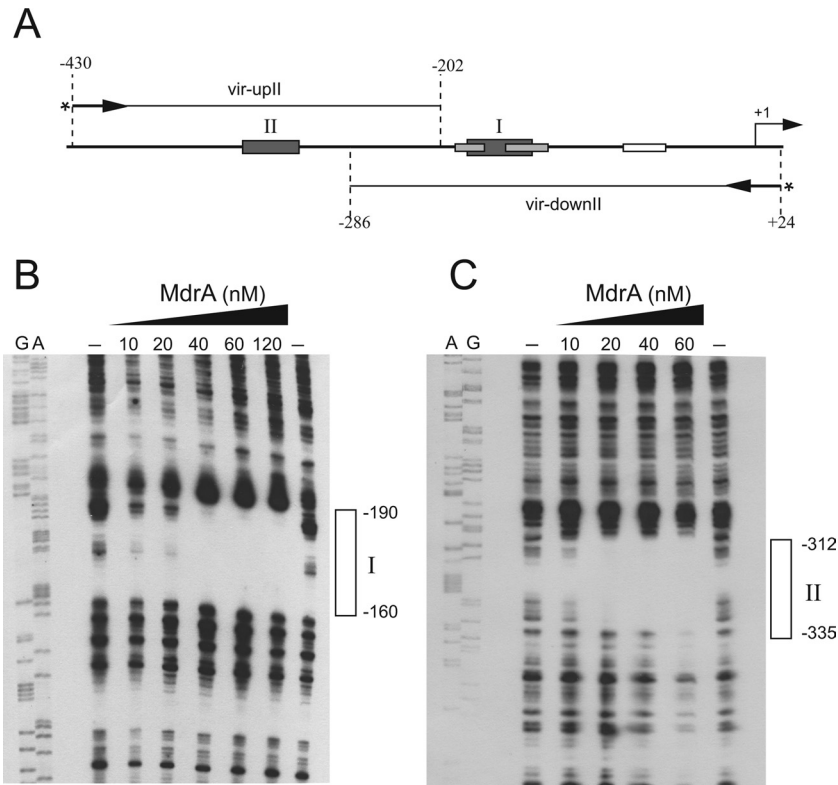 A
-430
-202
vir-upII
II
I
+1
*
*
vir-downII
-286
+24
B
MdrA (nM)
G A – 10 20 40 60 120 –
-190
I
-160
C
MdrA (nM)
A G – 10 20 40 60 –
-312
II
-335